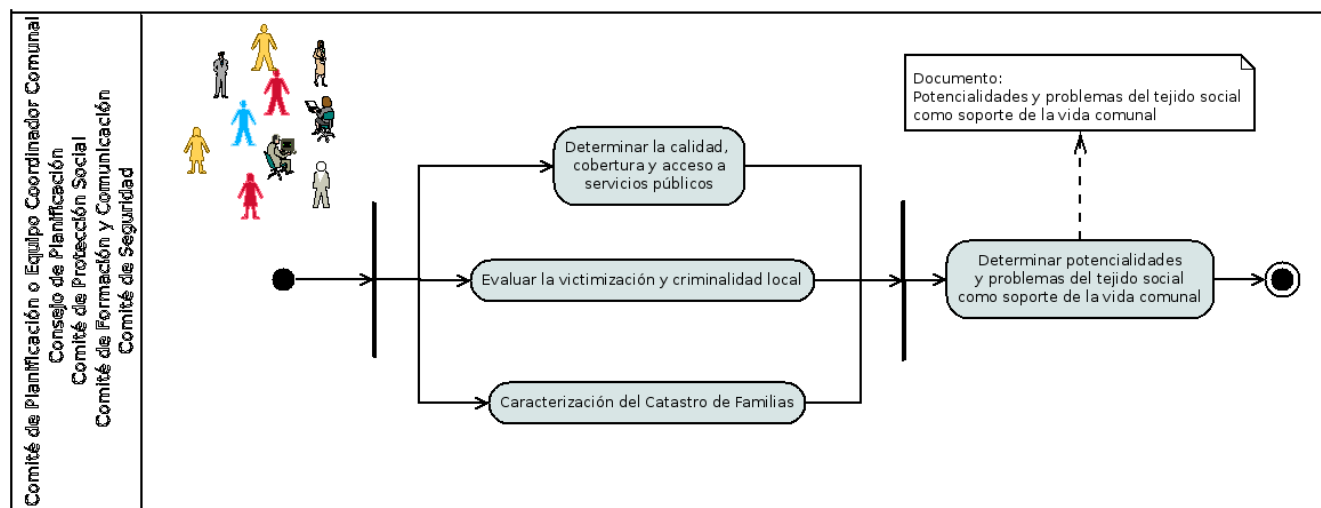 Comité de Planificación o Equipo Coordinador Comunal
Consejo de Planificación
Comité de Protección Social
Comité de Formación y Comunicación
Comité de Seguridad
Documento:
Potencialidades y problemas del tejido social
como soporte de la vida comunal
Determinar la calidad,
cobertura y acceso a
servicios públicos
Evaluar la victimización y criminalidad local
Caracterización del Catastro de Familias
Determinar potencialidades
y problemas del tejido social
como soporte de la vida comunal